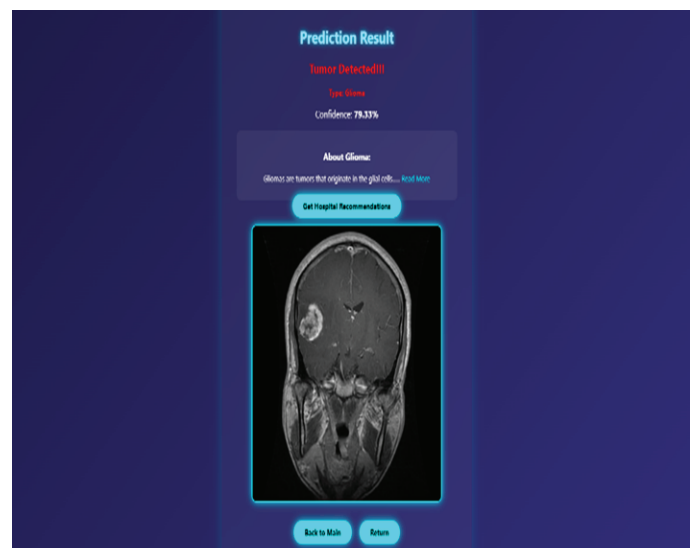 Prediction Result
Tumor Detected!!!
Type: Glioma
Confidence: 79.33%
About Glioma:
Gliomas are tumors that originate in the glial cells.... Read More
Get Hospital Recommendations
Back to Main
Return